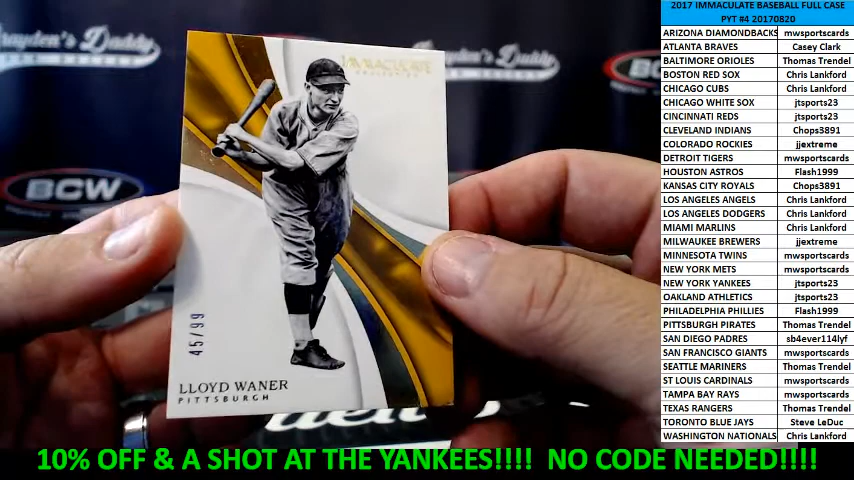 2017 IMMACULATE BASEBALL FULL CASE
PYT #4 20170820
ARIZONA DIAMONDBACKS mwsportscards
ATLANTA BRAVES Casey Clark
BALTIMORE ORIOLES Thomas Trendel
BOSTON RED SOX Chris Lankford
CHICAGO CUBS Chris Lankford
CHICAGO WHITE SOX jtsports23
CINCINNATI REDS jtsports23
CLEVELAND INDIANS Chops3891
COLORADO ROCKIES jjextreme
DETROIT TIGERS mwsportscards
HOUSTON ASTROS Flash1999
KANSAS CITY ROYALS Chops3891
LOS ANGELES ANGELS Chris Lankford
LOS ANGELES DODGERS Chris Lankford
MIAMI MARLINS Chris Lankford
MILWAUKEE BREWERS jjextreme
MINNESOTA TWINS mwsportscards
NEW YORK METS mwsportscards
NEW YORK YANKEES jtsports23
OAKLAND ATHLETICS jtsports23
PHILADELPHIA PHILLIES Flash1999
PITTSBURGH PIRATES Thomas Trendel
SAN DIEGO PADRES sb4ever114lyf
SAN FRANCISCO GIANTS mwsportscards
SEATTLE MARINERS Thomas Trendel
ST LOUIS CARDINALS mwsportscards
TAMPA BAY RAYS mwsportscards
TEXAS RANGERS Thomas Trendel
TORONTO BLUE JAYS Steve LeDuc
WASHINGTON NATIONALS Chris Lankford
Brayden's Daddy
IMMACULATE
COLLECTION
BCW
45/99
LLOYD WANER
PITTSBURGH
10% OFF & A SHOT AT THE YANKEES!!!! NO CODE NEEDED!!!!